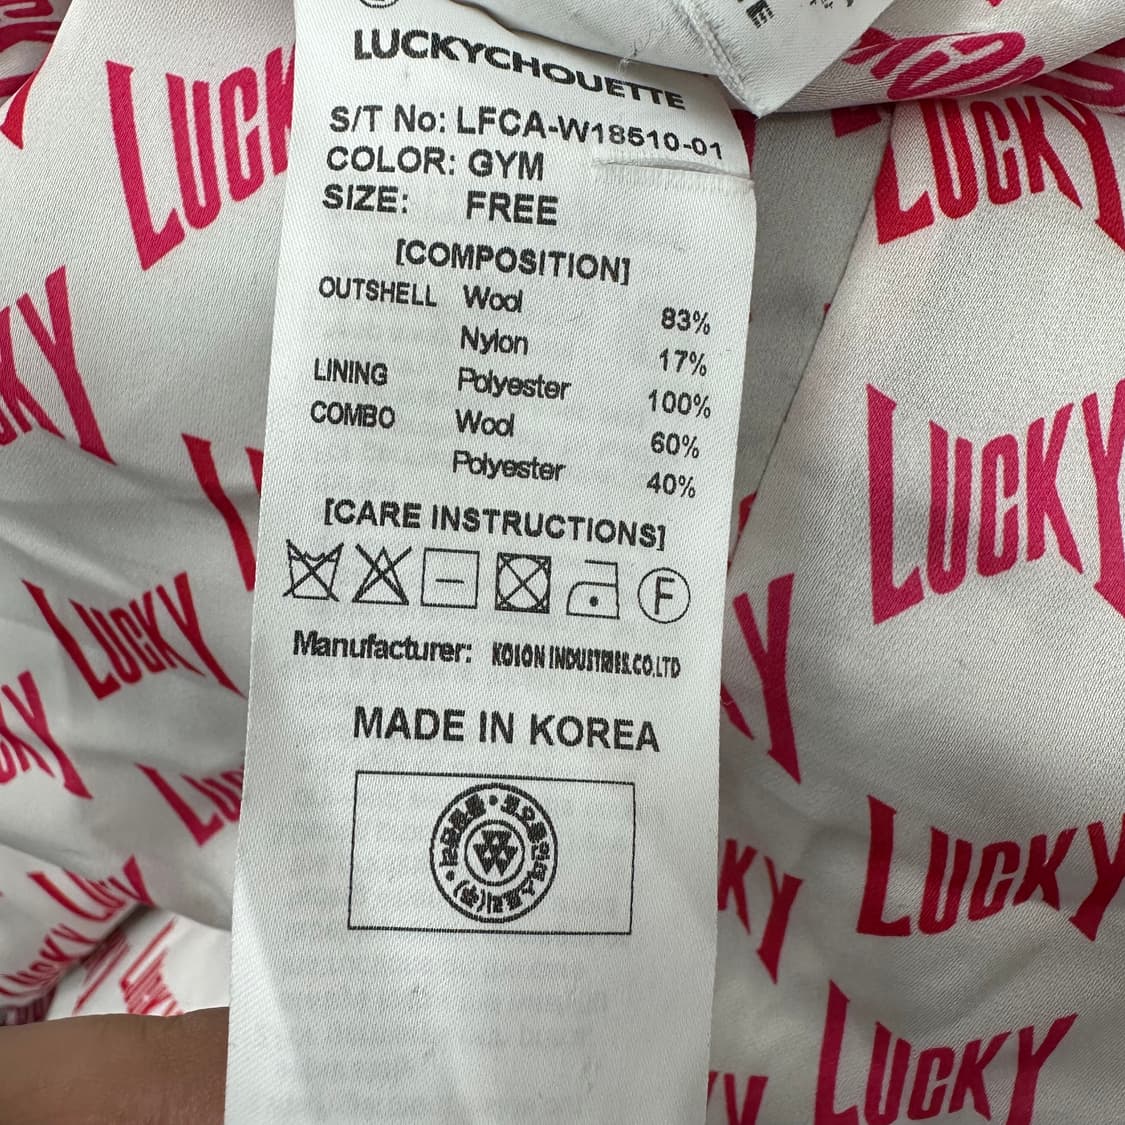 LUCKYCHOUETTE
S/T No: LFCA-W18510-01
COLOR: GYM
SIZE: FREE
[COMPOSITION]
OUTSHELL Wool 83%
Nylon 17%
LINING Polyester 100%
COMBO Wool 60%
Polyester 40%
[CARE INSTRUCTIONS]
F
Manufacturer: KOLON INDUSTRIES.CO.LTD
MADE IN KOREA
LUCKY
LUCKY
LUCKY
LUCKY
LUCKY
LUCKY
LUCKY